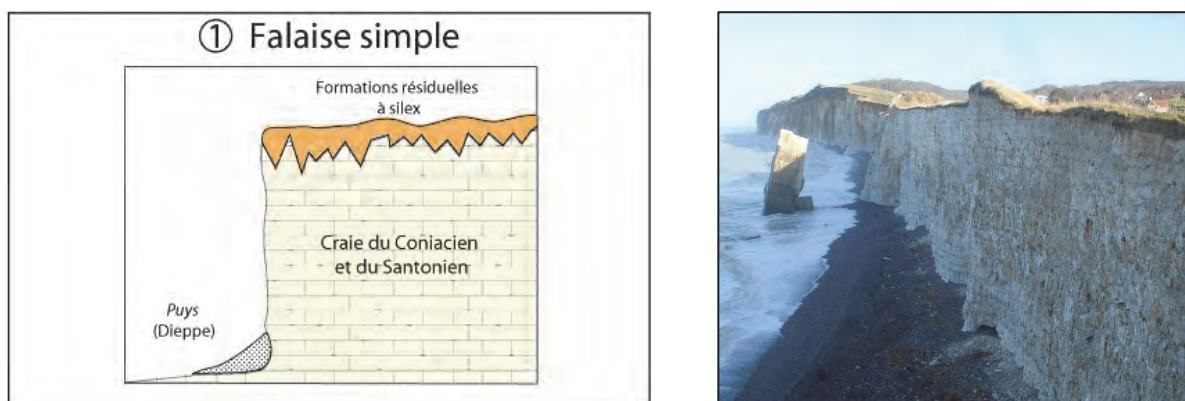 ① Falaise simple
Formations résiduelles
à silex
Craie du Coniacien
et du Santonien
Puys
(Dieppe)